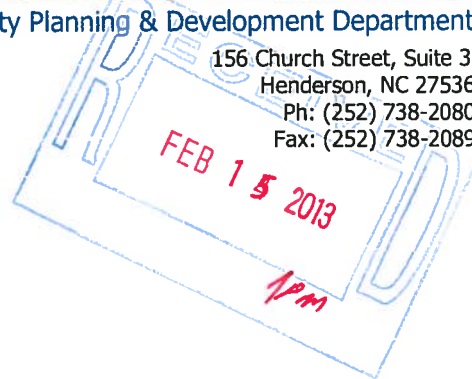 ty Planning & Development Department
156 Church Street, Suite 3
Henderson, NC 27536
Ph: (252) 738-2080
Fax: (252) 738-2089
RECEIVED
FEB 15 2013
1pm